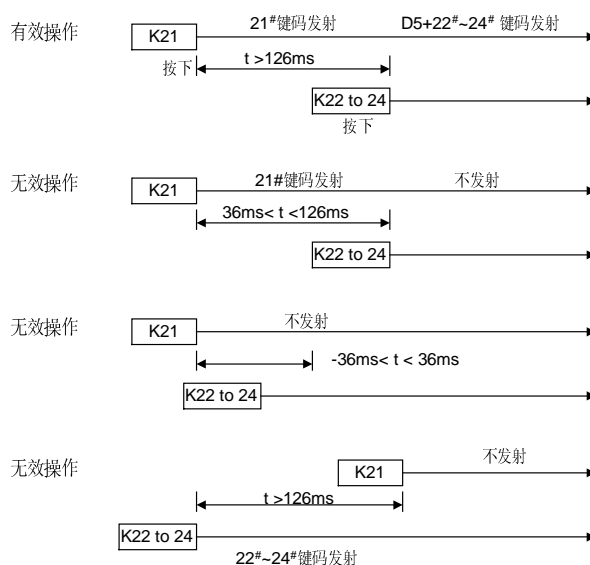 有效操作 K21 21#键码发射 D5+22#~24# 键码发射
按下 t >126ms
K22 to 24
按下
无效操作 K21 21#键码发射 不发射
36ms< t <126ms
K22 to 24
无效操作 K21 不发射
-36ms< t < 36ms
K22 to 24
无效操作 K21 不发射
t >126ms
K22 to 24
22#~24#键码发射